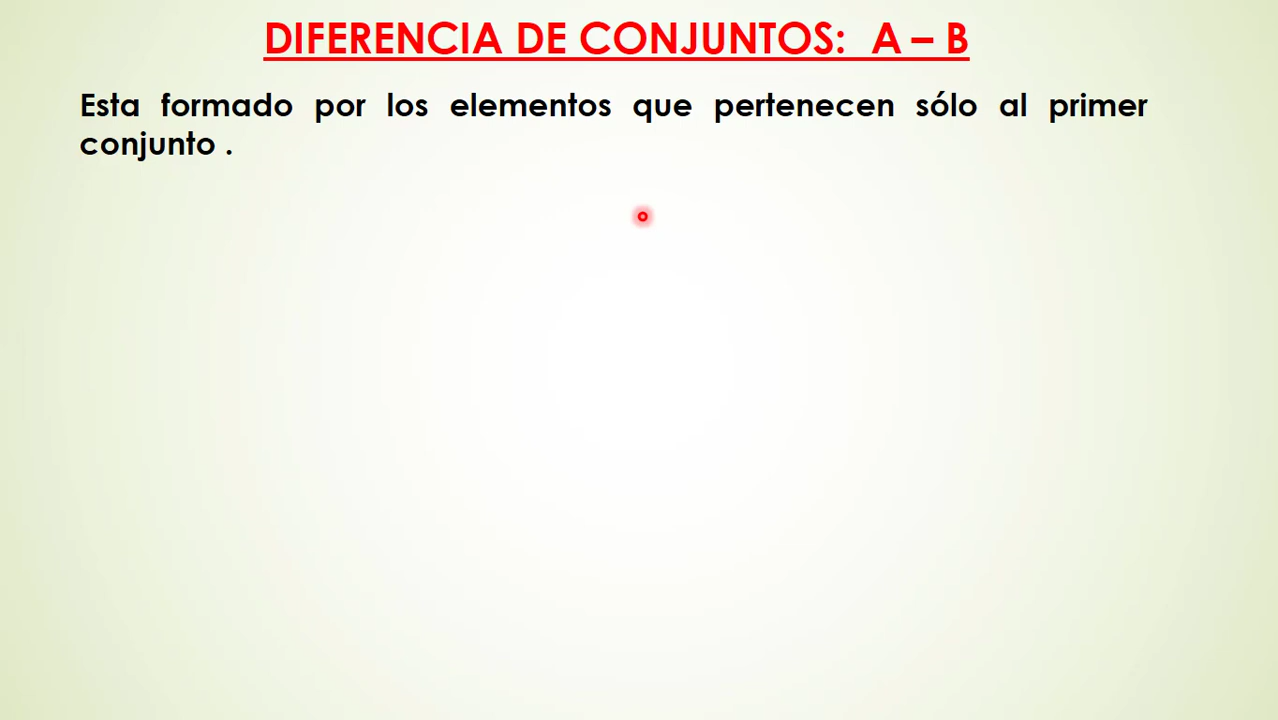 DIFERENCIA DE CONJUNTOS: A – B
Esta formado por los elementos que pertenecen sólo al primer
conjunto .